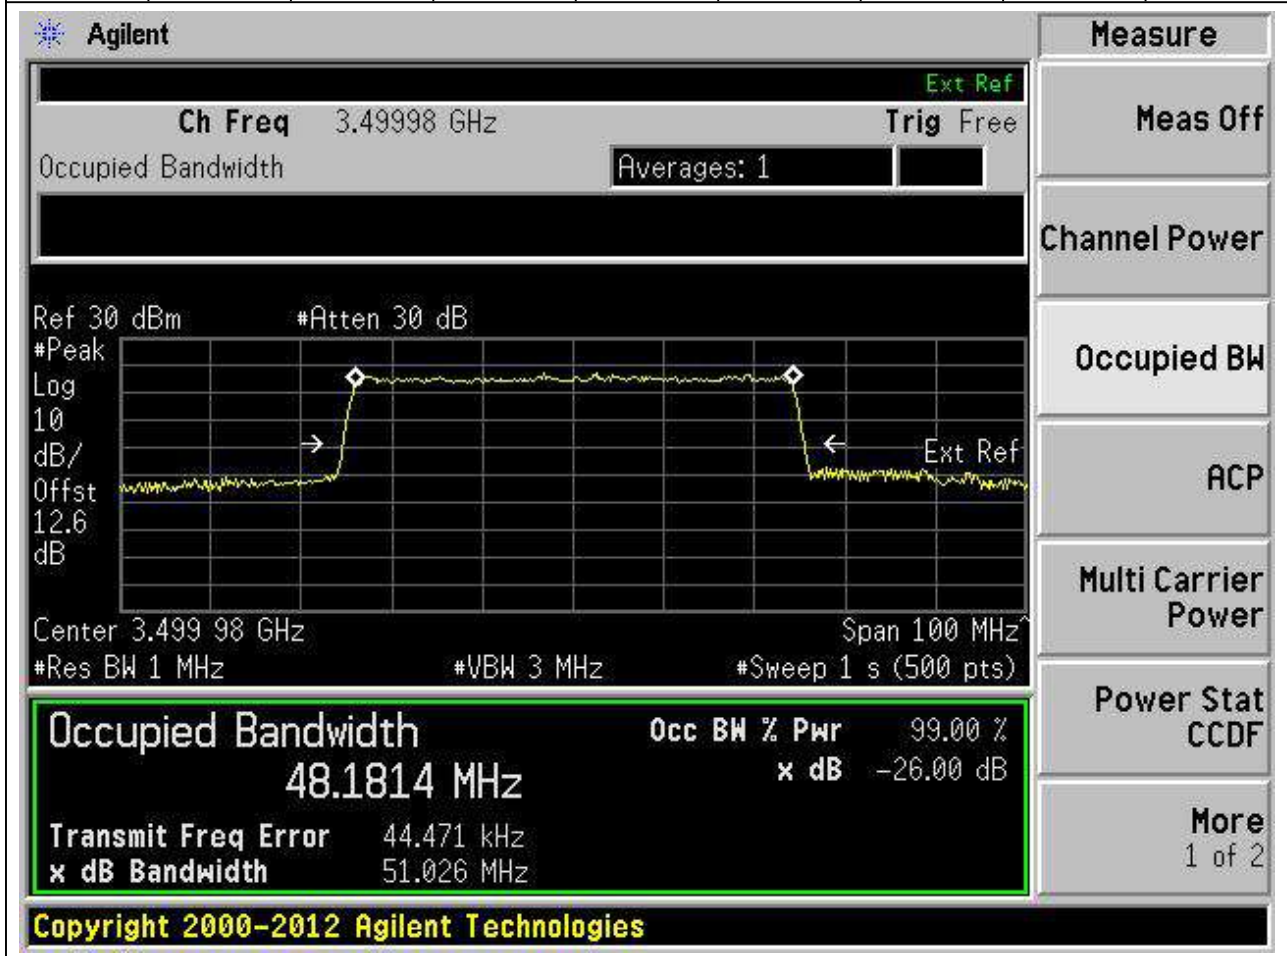 Agilent
Measure
Ext Ref
Ch Freq 3.49998 GHz Trig Free
Meas Off
Occupied Bandwidth Averages: 1
Channel Power
Ref 30 dBm #Atten 30 dB
#Peak
Log
10
dB/
Offst
12.6
dB
Ext Ref
Occupied BW
ACP
Center 3.499 98 GHz Span 100 MHz^
#Res BW 1 MHz #VBW 3 MHz #Sweep 1 s (500 pts)
Multi Carrier
Power
Occupied Bandwidth Occ BW % Pwr 99.00 %
48.1814 MHz x dB -26.00 dB
Power Stat
CCDF
Transmit Freq Error 44.471 kHz
x dB Bandwidth 51.026 MHz
More
1 of 2
Copyright 2000-2012 Agilent Technologies